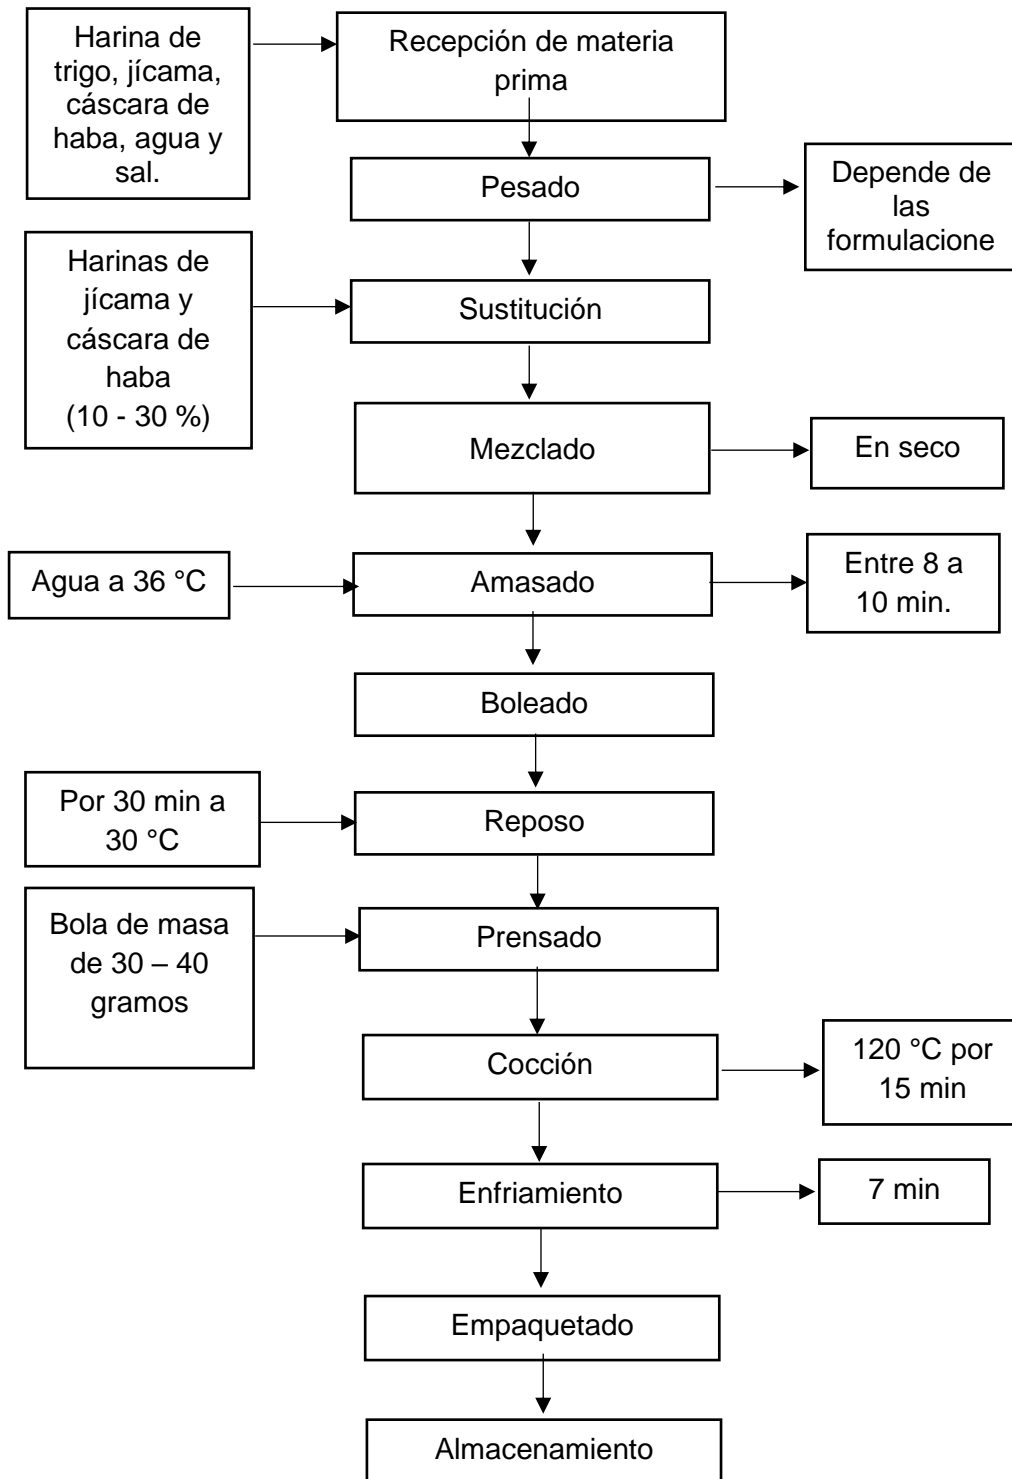 Harina de
trigo, jícama,
cáscara de
haba, agua y
sal.
Recepción de materia
prima
Pesado
Depende de
las
formulacione
Harinas de
jícama y
cáscara de
haba
(10 - 30 %)
Sustitución
Mezclado
En seco
Agua a 36 °C
Amasado
Entre 8 a
10 min.
Boleado
Por 30 min a
30 °C
Reposo
Bola de masa
de 30 – 40
gramos
Prensado
Cocción
120 °C por
15 min
Enfriamiento
7 min
Empaquetado
Almacenamiento